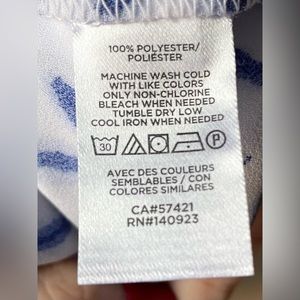 100% POLYESTER/
POLIÉSTER
MACHINE WASH COLD
WITH LIKE COLORS
ONLY NON-CHLORINE
BLEACH WHEN NEEDED
TUMBLE DRY LOW
COOL IRON WHEN NEEDED
30 P
AVEC DES COULEURS
SEMBLABLES / CON
COLORES SIMILARES
CA#57421
RN#140923